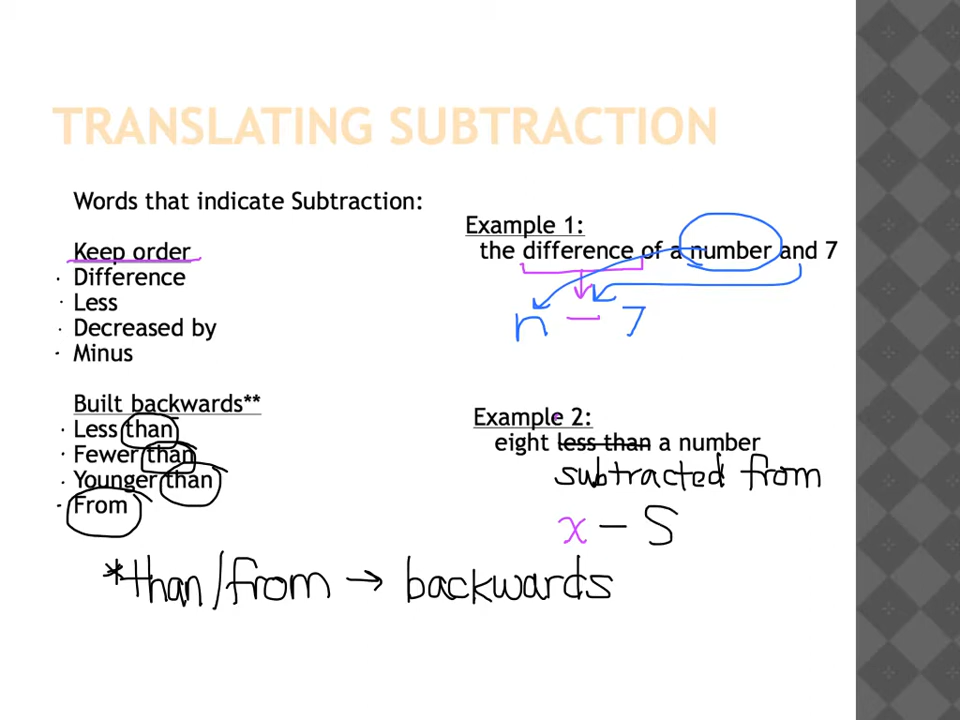 TRANSLATING SUBTRACTION
Words that indicate Subtraction:
Keep order
· Difference
· Less
· Decreased by
· Minus
Built backwards**
· Less than
· Fewer than
· Younger than
· From
*than/from → backwards
Example 1:
the difference of a number and 7
n − 7
Example 2:
eight less than a number
subtracted from
x − S